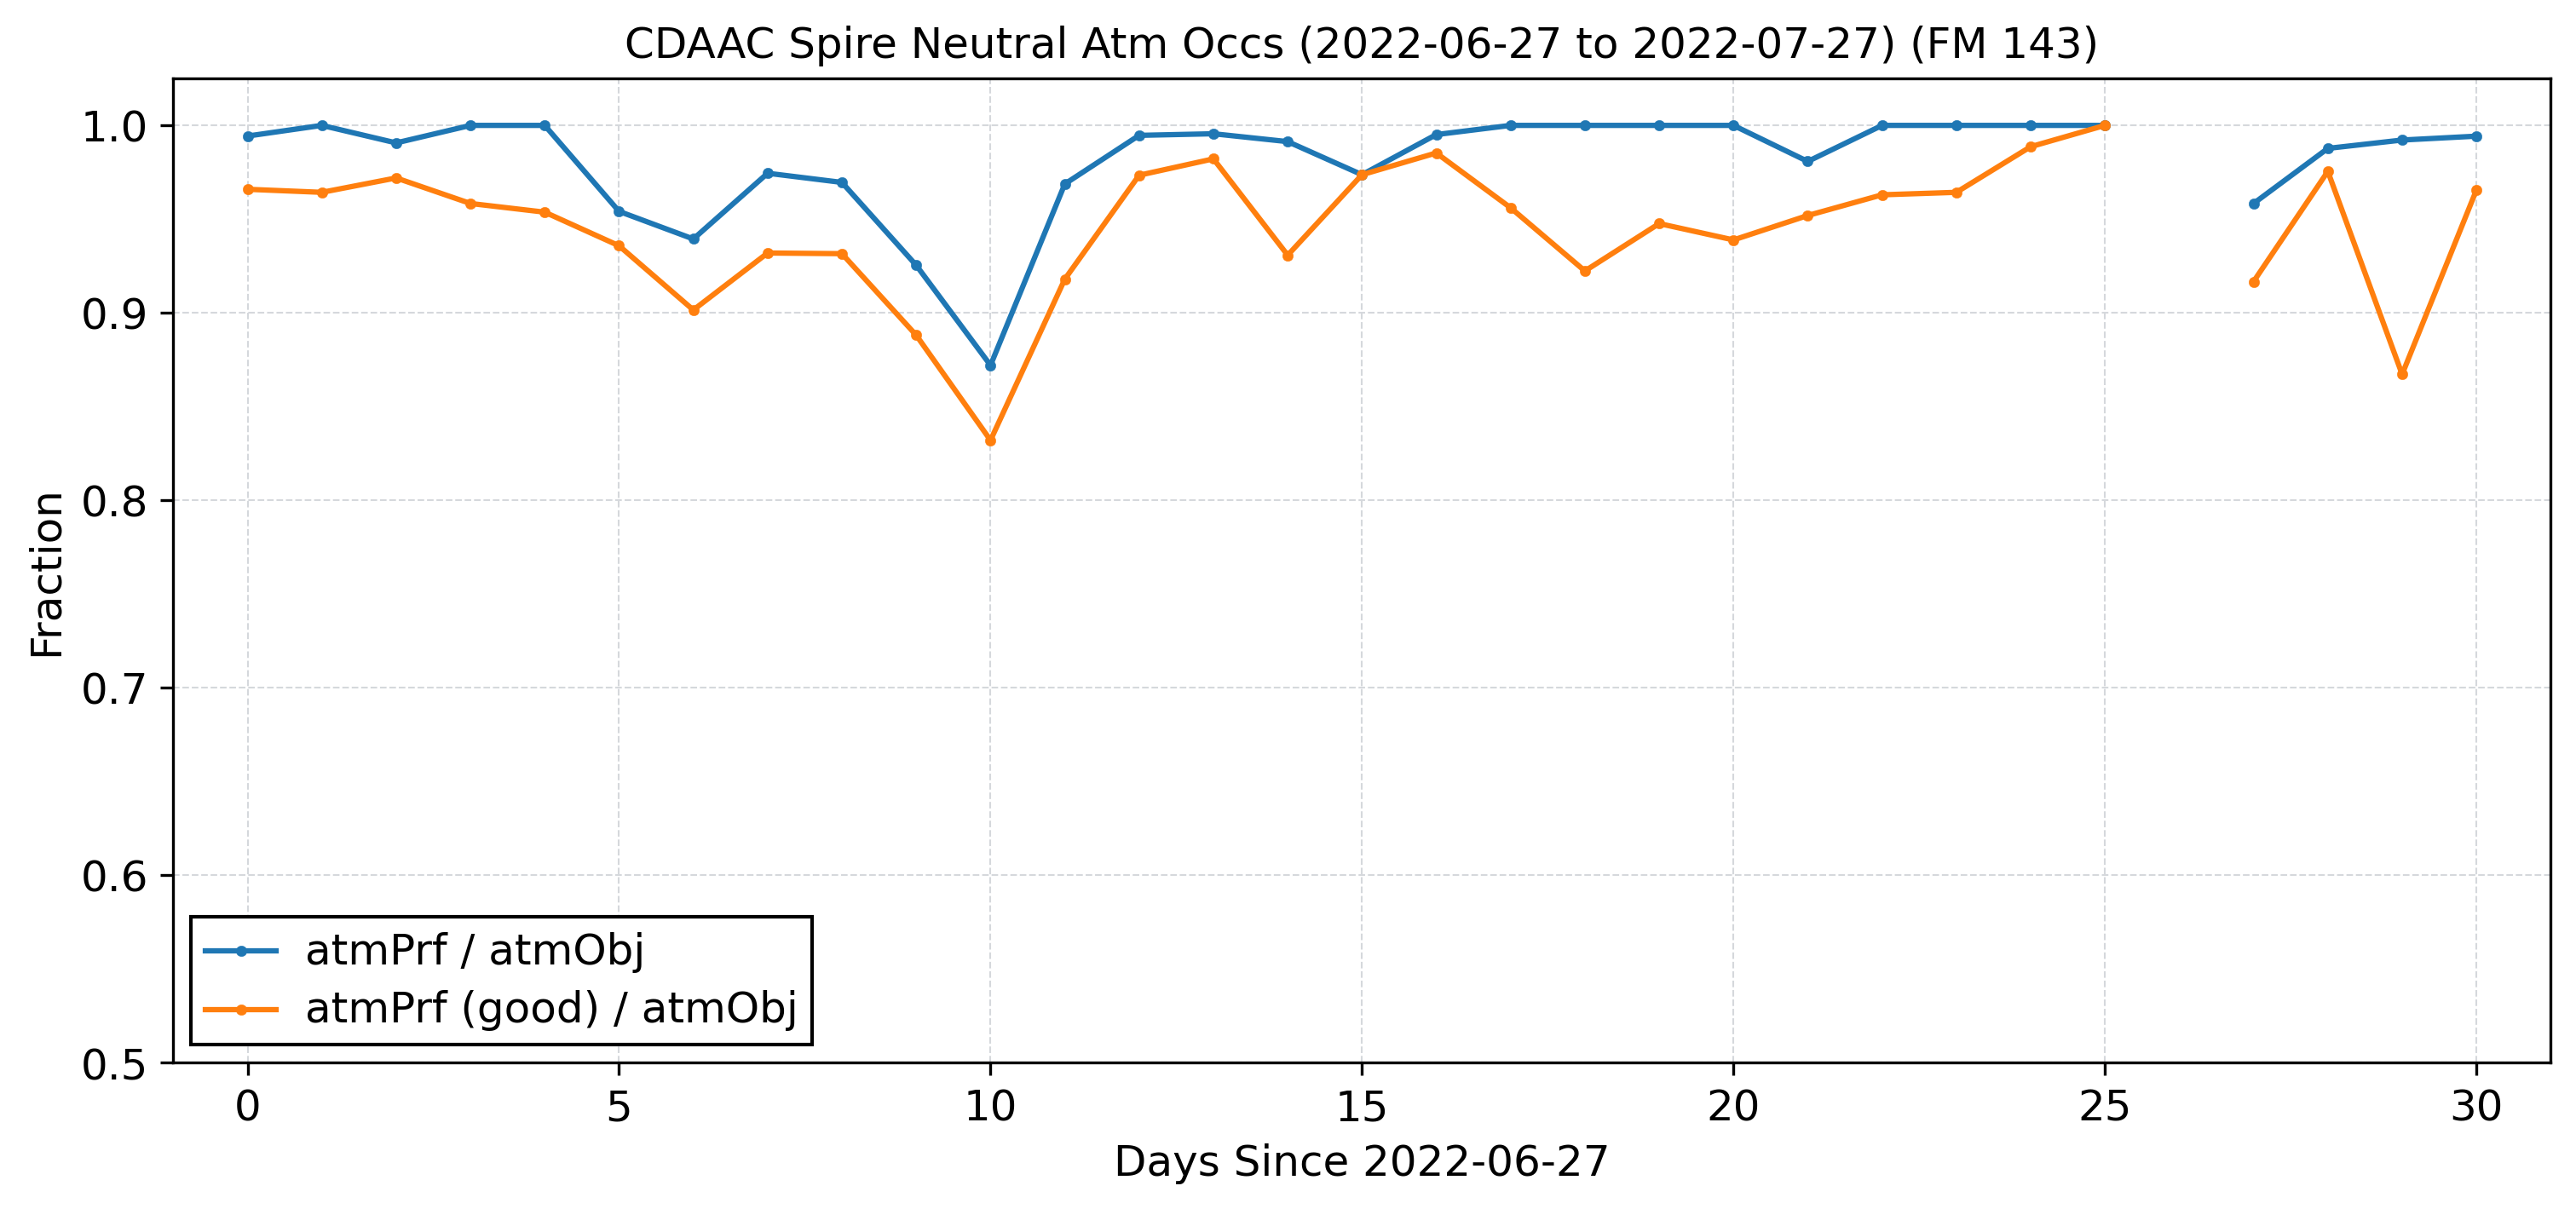 CDAAC Spire Neutral Atm Occs (2022-06-27 to 2022-07-27) (FM 143)
1.0
0.9
0.8
0.7
0.6
0.5
Fraction
atmPrf / atmObj
atmPrf (good) / atmObj
0 5 10 15 20 25 30
Days Since 2022-06-27